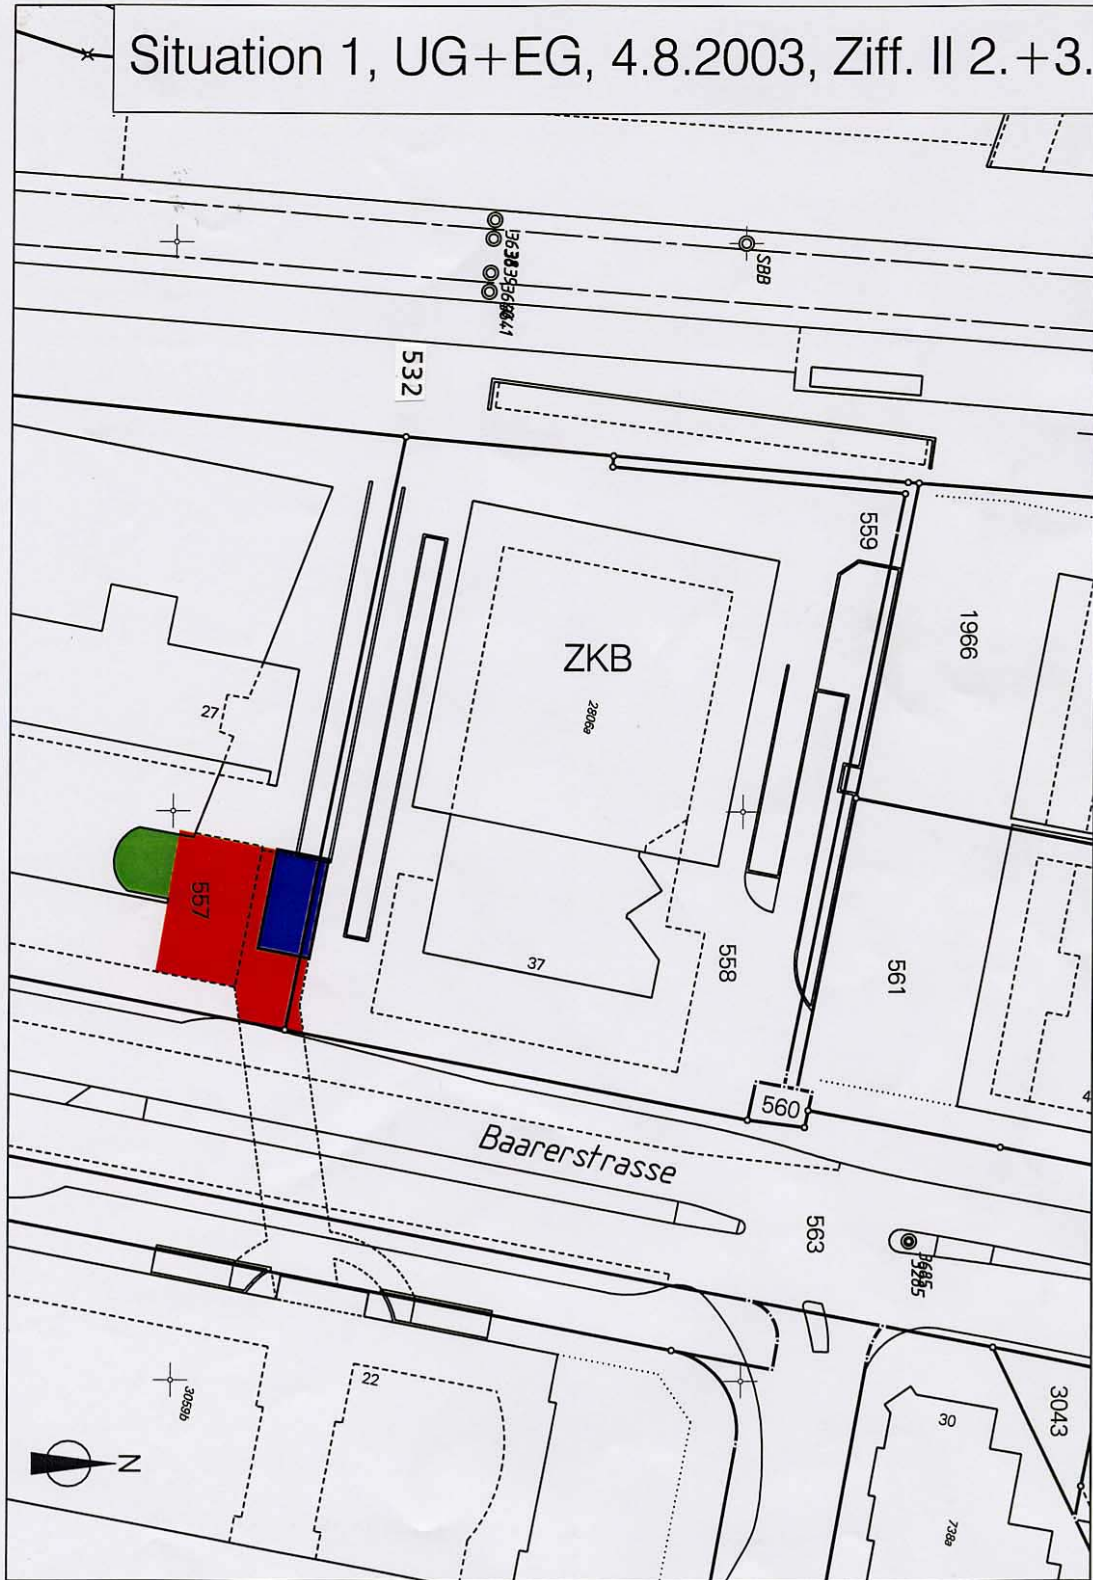 Situation 1, UG+EG, 4.8.2003, Ziff. II 2.+3.
SBB
532
559
1966
ZKB
2806a
27
557
37
558
561
560
Baarerstrasse
563
22
3059b
30
3043
738a
N
4